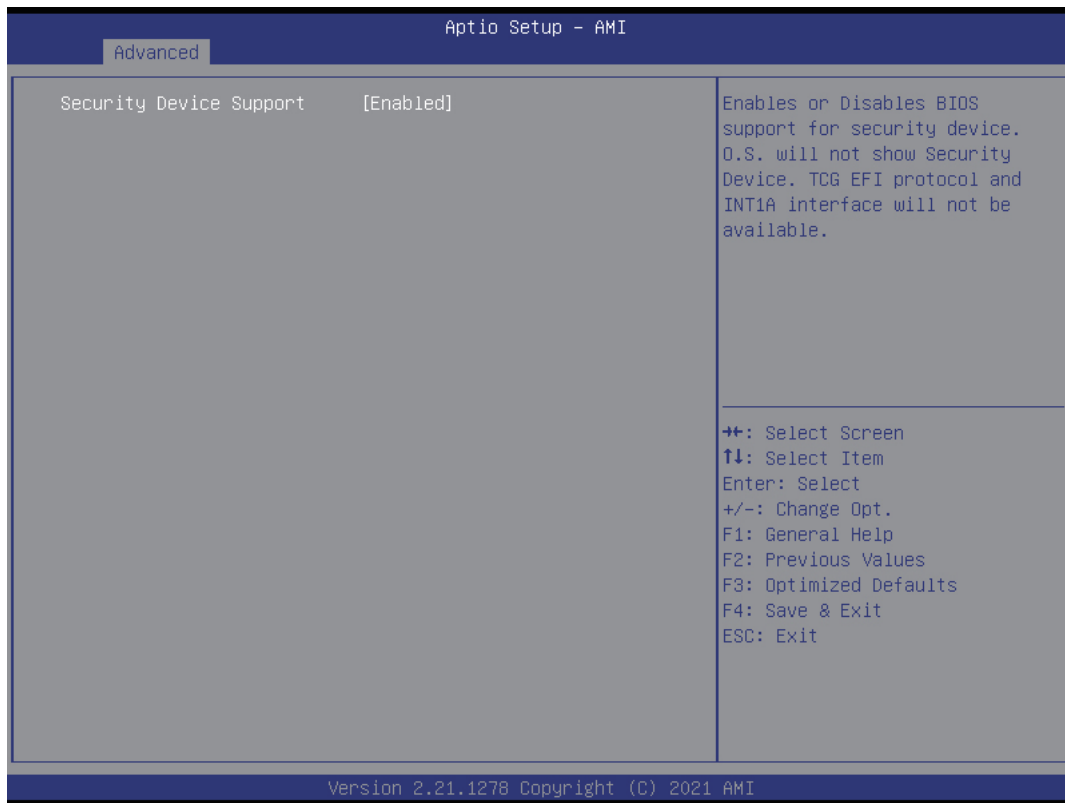 Aptio Setup – AMI
Advanced
Security Device Support [Enabled]
Enables or Disables BIOS
support for security device.
O.S. will not show Security
Device. TCG EFI protocol and
INT1A interface will not be
available.
→←: Select Screen
↑↓: Select Item
Enter: Select
+/-: Change Opt.
F1: General Help
F2: Previous Values
F3: Optimized Defaults
F4: Save & Exit
ESC: Exit
Version 2.21.1278 Copyright (C) 2021 AMI